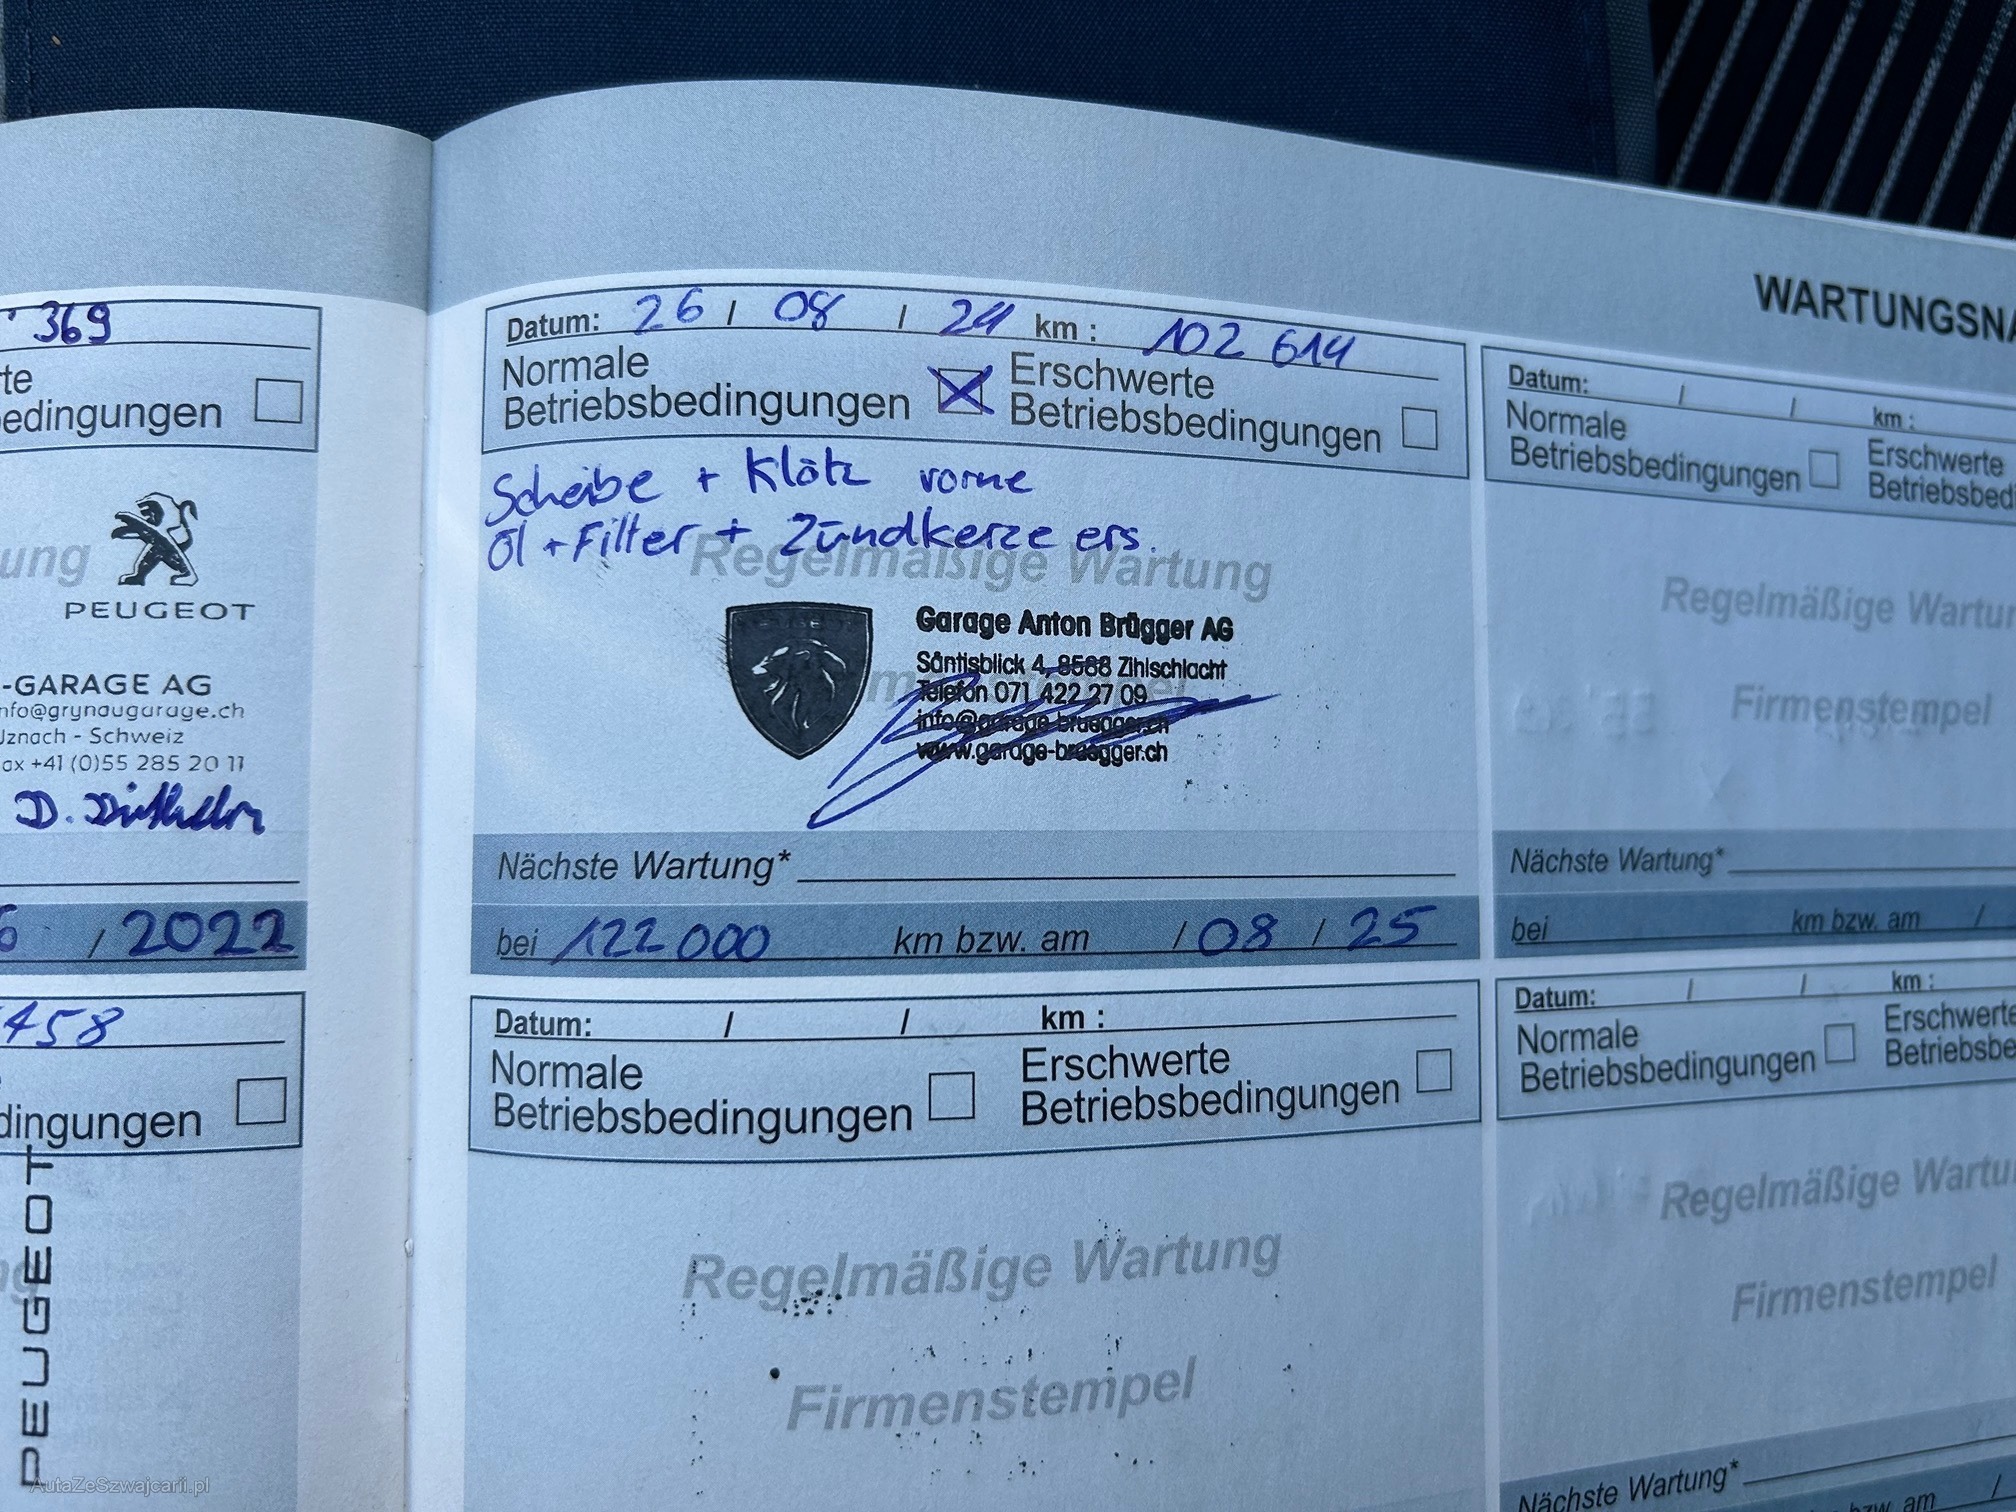 369
te
edingungen
ung
PEUGEOT
-GARAGE AG
nfo@grynaugarage.ch
Uznach - Schweiz
ax +41 (0)55 285 20 11
/ 2022
458
dingungen
PEUGEOT
WARTUNGSNA
Datum: 26 / 08 / 24 km : 102 614
Normale
Betriebsbedingungen
Erschwerte
Betriebsbedingungen
Scheibe + Klötz vorne
Öl + Filter + Zündkerze ers.
Regelmäßige Wartung
Garage Anton Brügger AG
Säntisblick 4, 8588 Zihlschlacht
Telefon 071 422 27 09
info@garage-bruegger.ch
www.garage-bruegger.ch
Nächste Wartung*
bei 122 000 km bzw. am / 08 / 25
Datum: / / km :
Normale
Betriebsbedingungen
Erschwerte
Betriebsbedingungen
Regelmäßige Wartung
Firmenstempel
Datum: / / km :
Normale
Betriebsbedingungen
Erschwerte
Betriebsbed
Regelmäßige Wartu
Firmenstempel
Nächste Wartung*
bei km bzw. am /
Datum: / / km :
Normale
Betriebsbedingungen
Erschwerte
Betriebsbe
Regelmäßige Wartu
Firmenstempel
Nächste Wartung*
bzw. am /
AutaZeSzwajcarii.pl